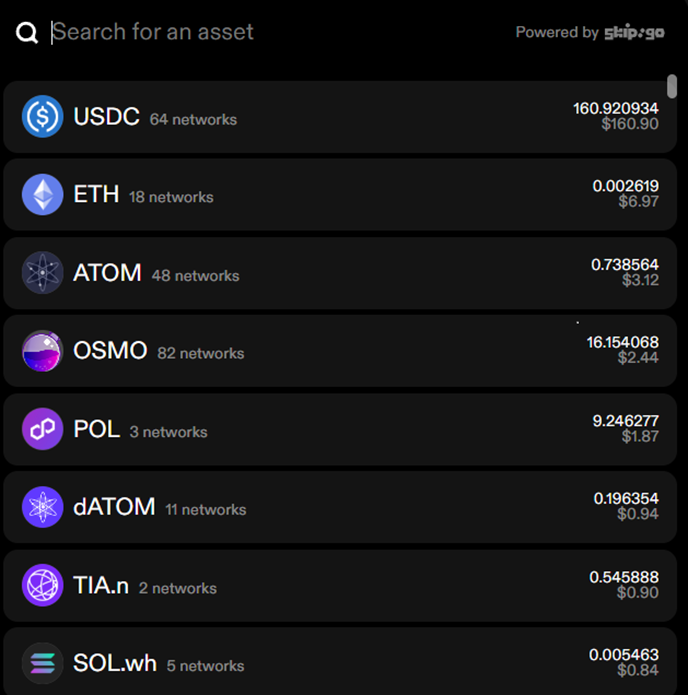 Search for an asset
Powered by skip:go
USDC 64 networks
160.920934
$160.90
ETH 18 networks
0.002619
$6.97
ATOM 48 networks
0.738564
$3.12
OSMO 82 networks
16.154068
$2.44
POL 3 networks
9.246277
$1.87
dATOM 11 networks
0.196354
$0.94
TIA.n 2 networks
0.545888
$0.90
SOL.wh 5 networks
0.005463
$0.84